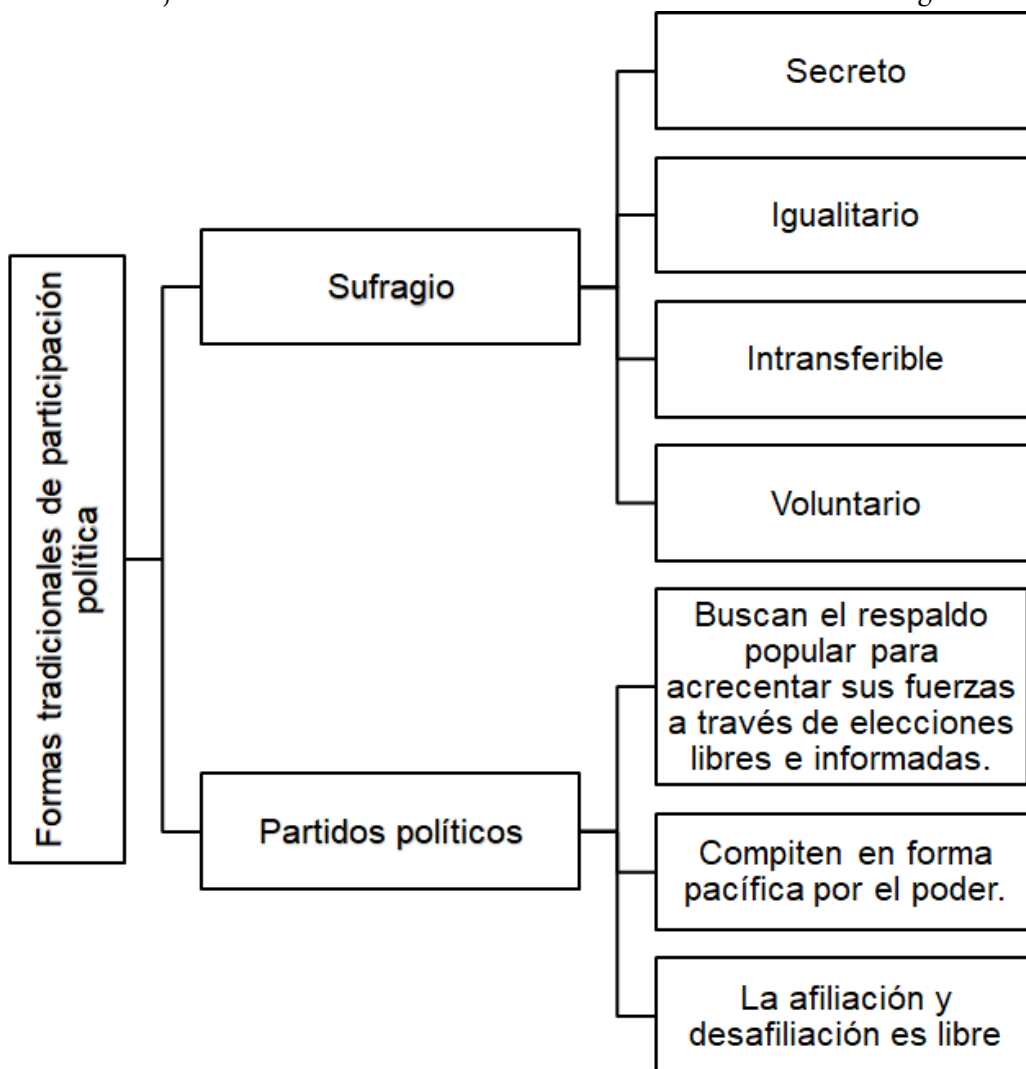 Formas tradicionales de participación
política
Sufragio
Secreto
Igualitario
Intransferible
Voluntario
Partidos políticos
Buscan el respaldo
popular para
acrecentar sus fuerzas
a través de elecciones
libres e informadas.
Compiten en forma
pacífica por el poder.
La afiliación y
desafiliación es libre